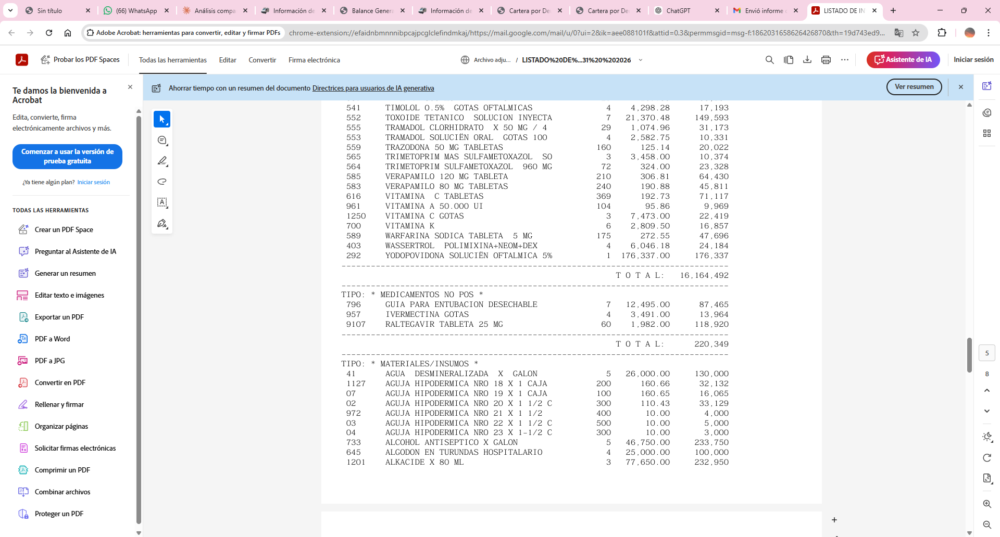 Sin título
(66) WhatsApp
Análisis compa
Información de
Balance Genera
Información de
Cartera por De
Cartera por De
ChatGPT
Envió informe
LISTADO DE IN
Adobe Acrobat: herramientas para convertir, editar y firmar PDFs
chrome-extension://efaidnbmnnnibpcajpcglclefindmkaj/https://mail.google.com/mail/u/0?ui=2&ik=aee088101f&attid=0.3&permmsgid=msg-f:1862031658626426870&th=19d743ed9...
Probar los PDF Spaces
Todas las herramientas
Editar
Convertir
Firma electrónica
Archivo adju... / LISTADO%20DE%...31%20%202026
Asistente de IA
Iniciar sesión
Te damos la bienvenida a
Acrobat
Edita, convierte, firma
electrónicamente archivos y más.
Comenzar a usar la versión de
prueba gratuita
¿Ya tiene algún plan? Iniciar sesión
TODAS LAS HERRAMIENTAS
Crear un PDF Space
Preguntar al Asistente de IA
Generar un resumen
Editar texto e imágenes
Exportar un PDF
PDF a Word
PDF a JPG
Convertir en PDF
Rellenar y firmar
Organizar páginas
Solicitar firmas electrónicas
Comprimir un PDF
Combinar archivos
Proteger un PDF
Ahorrar tiempo con un resumen del documento Directrices para usuarios de IA generativa
Ver resumen
541 TIMOLOL 0.5% GOTAS OFTALMICAS 4 4,298.28 17,193
552 TOXOIDE TETANICO SOLUCION INYECTA 7 21,370.48 149,593
555 TRAMADOL CLORHIDRATO X 50 MG / 4 29 1,074.96 31,173
553 TRAMADOL SOLUCIËN ORAL GOTAS 100 4 2,582.75 10,331
559 TRAZODONA 50 MG TABLETAS 160 125.14 20,022
565 TRIMETOPRIM MAS SULFAMETOXAZOL SO 3 3,458.00 10,374
564 TRIMETOPRIM SULFAMETOXAZOL 960 MG 72 324.00 23,328
585 VERAPAMILO 120 MG TABLETA 210 306.81 64,430
583 VERAPAMILO 80 MG TABLETAS 240 190.88 45,811
616 VITAMINA C TABLETAS 369 192.73 71,117
961 VITAMINA A 50.000 UI 104 95.86 9,969
1250 VITAMINA C GOTAS 3 7,473.00 22,419
700 VITAMINA K 6 2,809.50 16,857
589 WARFARINA SODICA TABLETA 5 MG 175 272.55 47,696
403 WASSERTROL POLIMIXINA+NEOM+DEX 4 6,046.18 24,184
292 YODOPOVIDONA SOLUCIËN OFTALMICA 5% 1 176,337.00 176,337
T O T A L: 16,164,492
TIPO: * MEDICAMENTOS NO POS *
796 GUIA PARA ENTUBACION DESECHABLE 7 12,495.00 87,465
957 IVERMECTINA GOTAS 4 3,491.00 13,964
9107 RALTEGAVIR TABLETA 25 MG 60 1,982.00 118,920
T O T A L: 220,349
TIPO: * MATERIALES/INSUMOS *
41 AGUA DESMINERALIZADA X GALON 5 26,000.00 130,000
1127 AGUJA HIPODERMICA NRO 18 X 1 CAJA 200 160.66 32,132
07 AGUJA HIPODERMICA NRO 19 X 1 CAJA 100 160.65 16,065
02 AGUJA HIPODERMICA NRO 20 X 1 1/2 C 300 110.43 33,129
972 AGUJA HIPODERMICA NRO 21 X 1 1/2 400 10.00 4,000
03 AGUJA HIPODERMICA NRO 22 X 1 1/2 C 500 10.00 5,000
04 AGUJA HIPODERMICA NRO 23 X 1-1/2 C 300 10.00 3,000
733 ALCOHOL ANTISEPTICO X GALON 5 46,750.00 233,750
645 ALGODON EN TURUNDAS HOSPITALARIO 4 25,000.00 100,000
1201 ALKACIDE X 80 ML 3 77,650.00 232,950
5
8